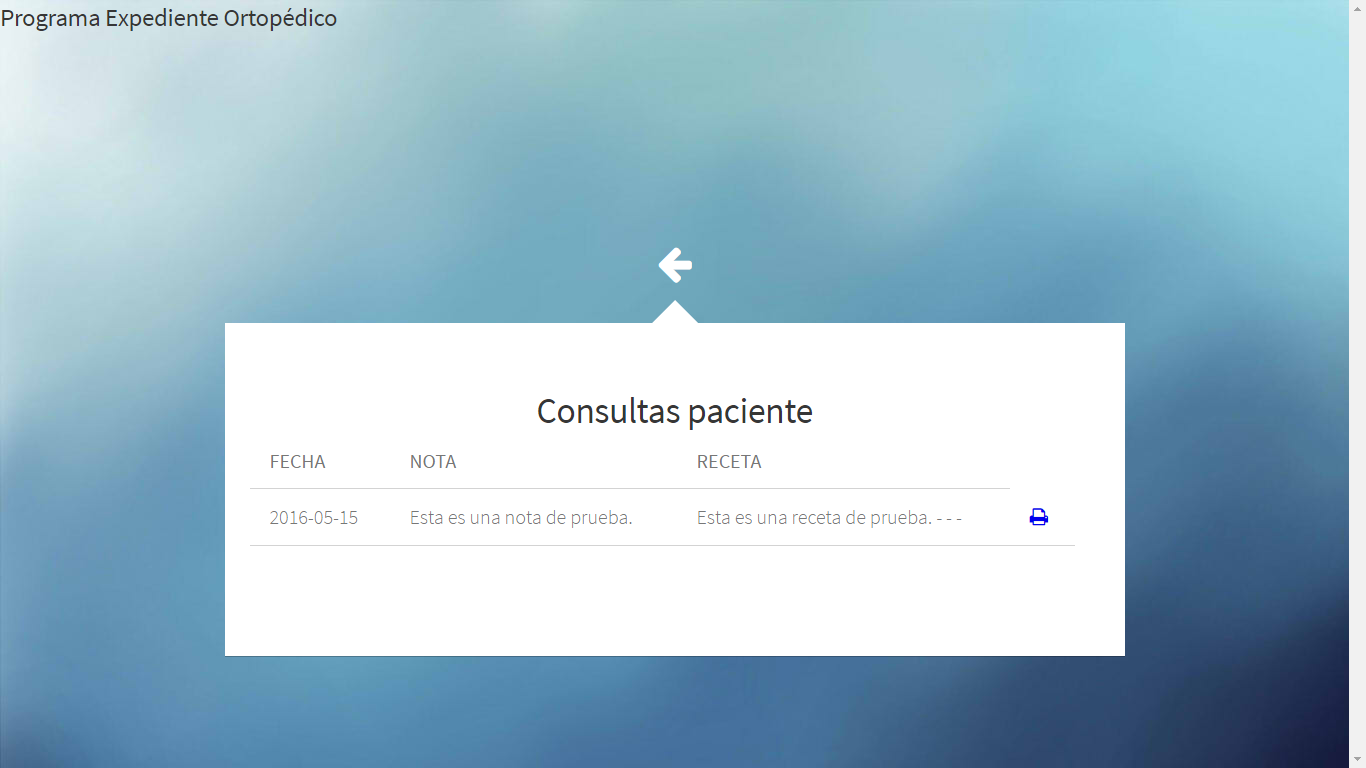 Programa Expediente Ortopédico
Consultas paciente
FECHA NOTA RECETA
2016-05-15 Esta es una nota de prueba. Esta es una receta de prueba. - - -